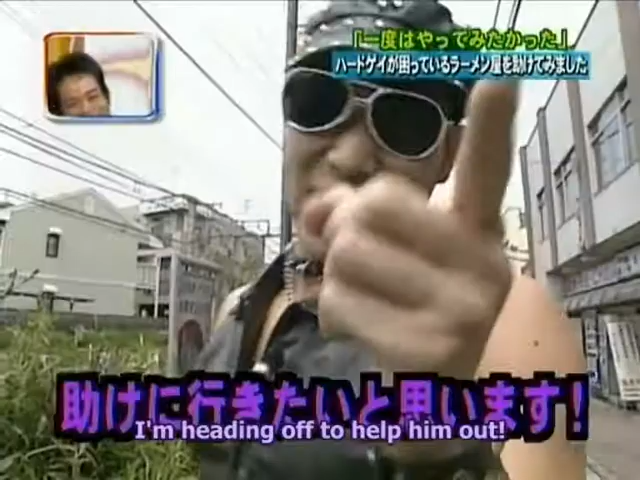 「一度はやってみたかった」
ハードゲイが困っているラーメン屋を助けてみました
助けに行きたいと思います!
I'm heading off to help him out!